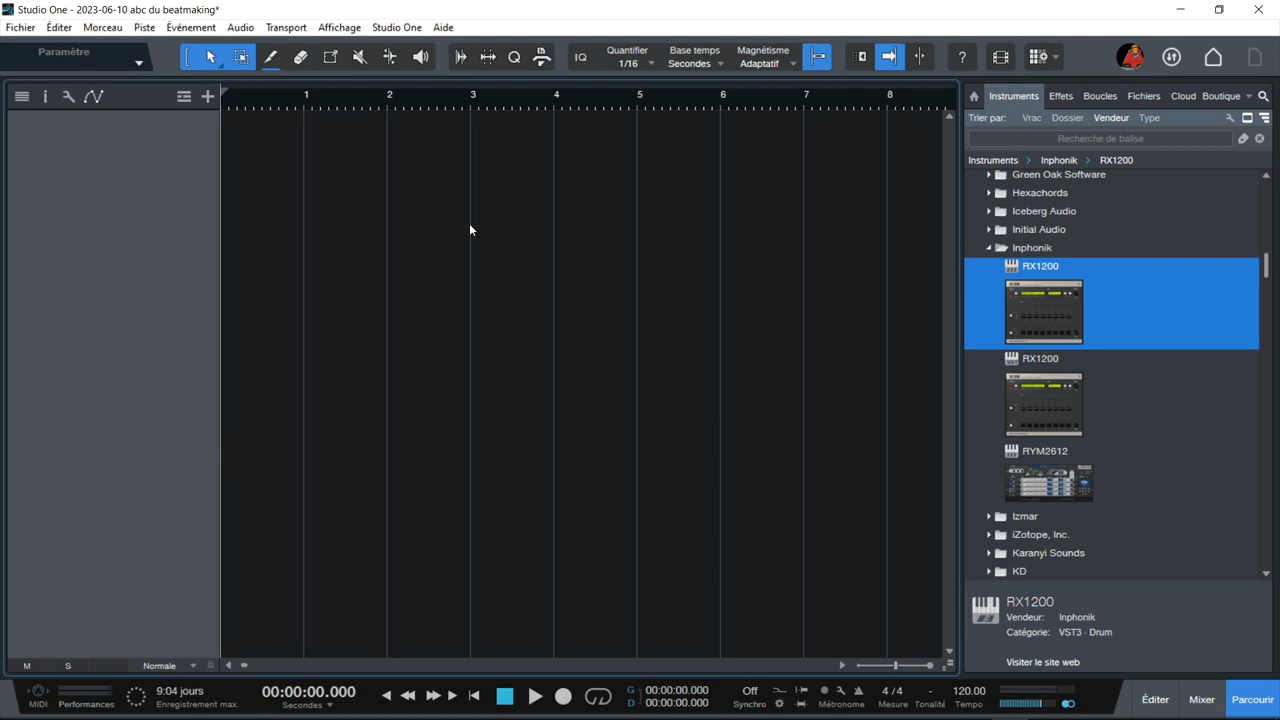 Studio One - 2023-06-10 abc du beatmaking*
Fichier Éditer Morceau Piste Événement Audio Transport Affichage Studio One Aide
Paramètre
IQ
Quantifier
1/16
Base temps
Secondes
Magnétisme
Adaptatif
?
1 2 3 4 5 6 7 8
Instruments Effets Boucles Fichiers Cloud Boutique
Trier par: Vrac Dossier Vendeur Type
Recherche de balise
Instruments Inphonik RX1200
Green Oak Software
Hexachords
Iceberg Audio
Initial Audio
Inphonik
RX1200
RX1200
RYM2612
Izmar
iZotope, Inc.
Karanyi Sounds
KD
RX1200
Vendeur: Inphonik
Catégorie: VST3 - Drum
Visiter le site web
M S Normale
MIDI
Performances
9:04 jours
Enregistrement max.
00:00:00.000
Secondes
G 00:00:00.000
D 00:00:00.000
Off
Synchro
Métronome
4 / 4
Mesure
-
Tonalité
120.00
Tempo
Éditer Mixer Parcourir